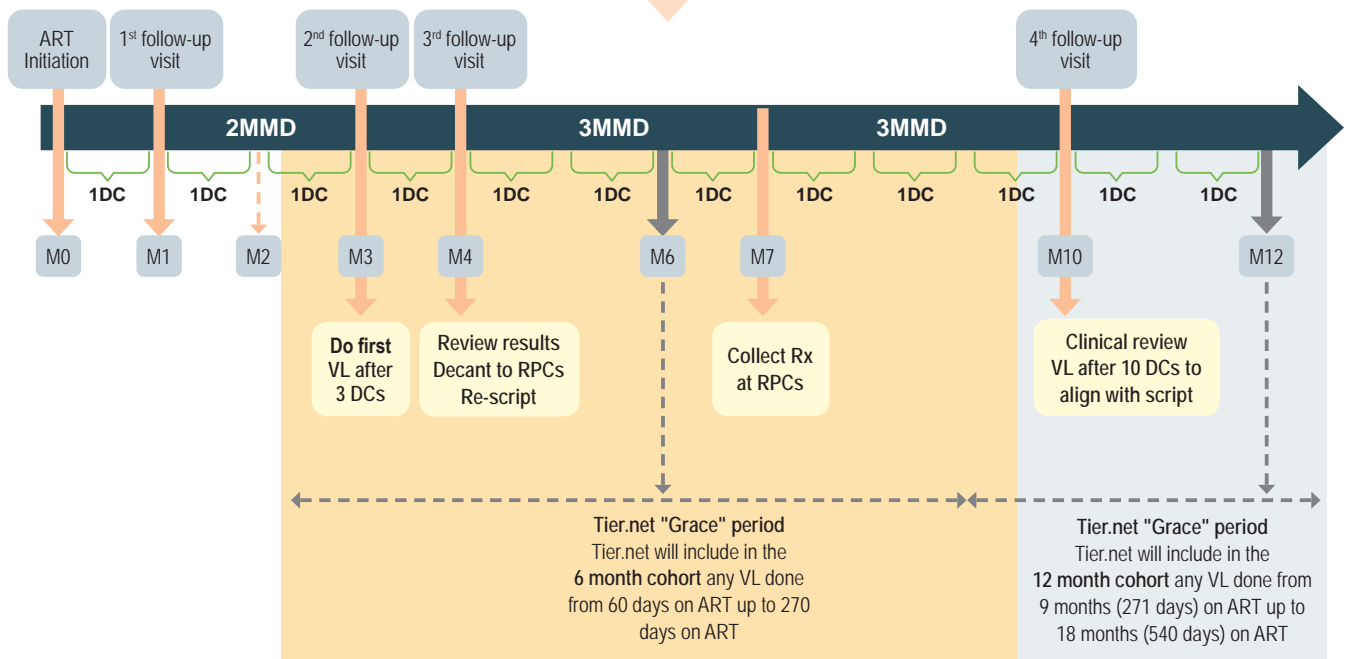 ART
Initiation
1st follow-up
visit
2nd follow-up
visit
3rd follow-up
visit
4th follow-up
visit
2MMD
3MMD
3MMD
1DC
1DC
1DC
1DC
1DC
1DC
1DC
1DC
1DC
1DC
1DC
1DC
M0
M1
M2
M3
M4
M6
M7
M10
M12
Do first
VL after
3 DCs
Review results
Decant to RPCs
Re-script
Collect Rx
at RPCs
Clinical review
VL after 10 DCs to
align with script
Tier.net "Grace" period
Tier.net will include in the
6 month cohort any VL done
from 60 days on ART up to 270
days on ART
Tier.net "Grace" period
Tier.net will include in the
12 month cohort any VL done from
9 months (271 days) on ART up to
18 months (540 days) on ART